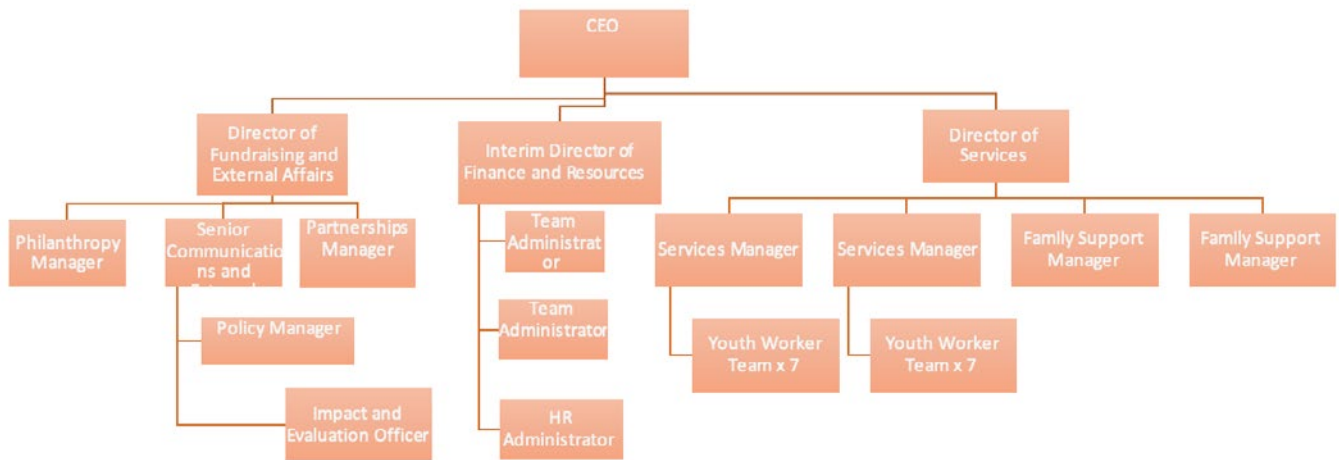 CEO
Director of
Fundraising and
External Affairs
Interim Director of
Finance and Resources
Director of
Services
Philanthropy
Manager
Senior
Communicatio
ns and
Partnerships
Manager
Team
Administrat
or
Services Manager
Services Manager
Family Support
Manager
Family Support
Manager
Policy Manager
Team
Administrator
Youth Worker
Team x 7
Youth Worker
Team x 7
Impact and
Evaluation Officer
HR
Administrator